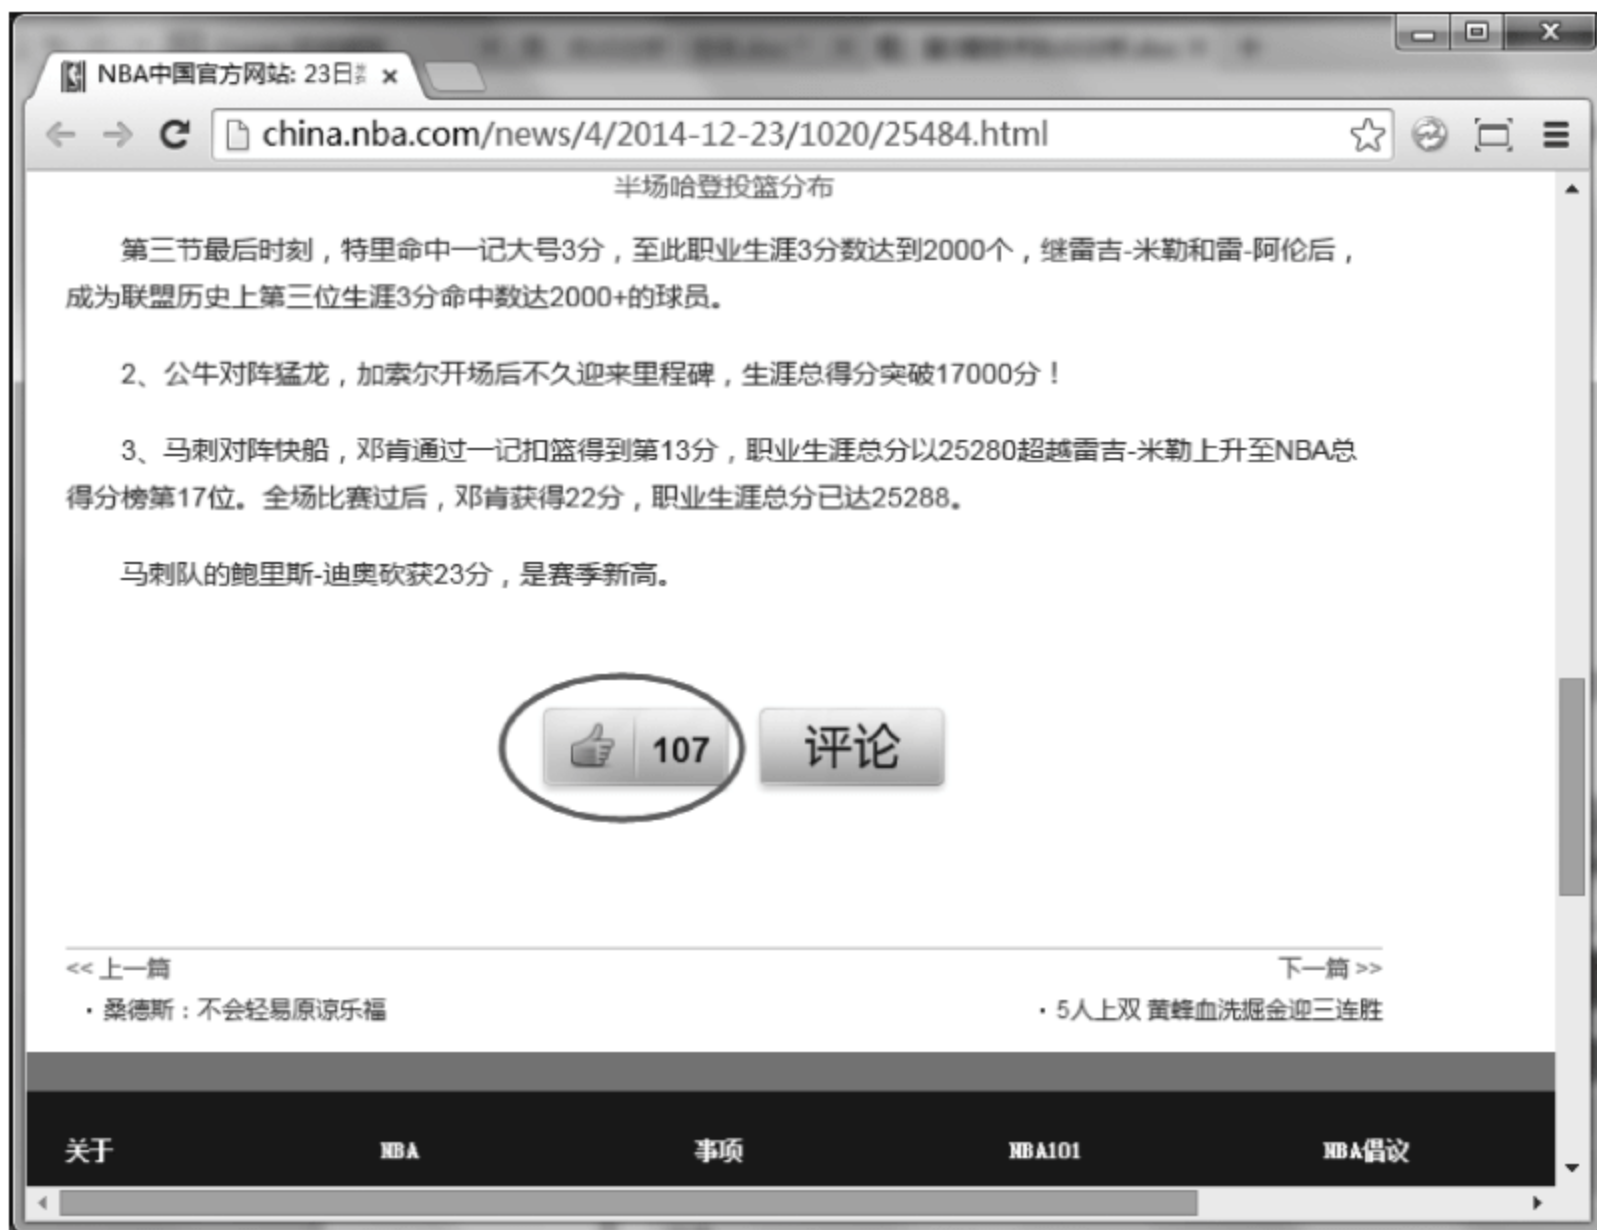 NBA中国官方网站: 23日
china.nba.com/news/4/2014-12-23/1020/25484.html
半场哈登投篮分布
第三节最后时刻，特里命中一记大号3分，至此职业生涯3分数达到2000个，继雷吉-米勒和雷-阿伦后，
成为联盟历史上第三位生涯3分命中数达2000+的球员。
2、公牛对阵猛龙，加索尔开场后不久迎来里程碑，生涯总得分突破17000分！
3、马刺对阵快船，邓肯通过一记扣篮得到第13分，职业生涯总分以25280超越雷吉-米勒上升至NBA总
得分榜第17位。全场比赛过后，邓肯获得22分，职业生涯总分已达25288。
马刺队的鲍里斯-迪奥砍获23分，是赛季新高。
107 评论
<< 上一篇 下一篇 >>
· 桑德斯：不会轻易原谅乐福 · 5人上双 黄蜂血洗掘金迎三连胜
关于 NBA 事项 NBA101 NBA倡议